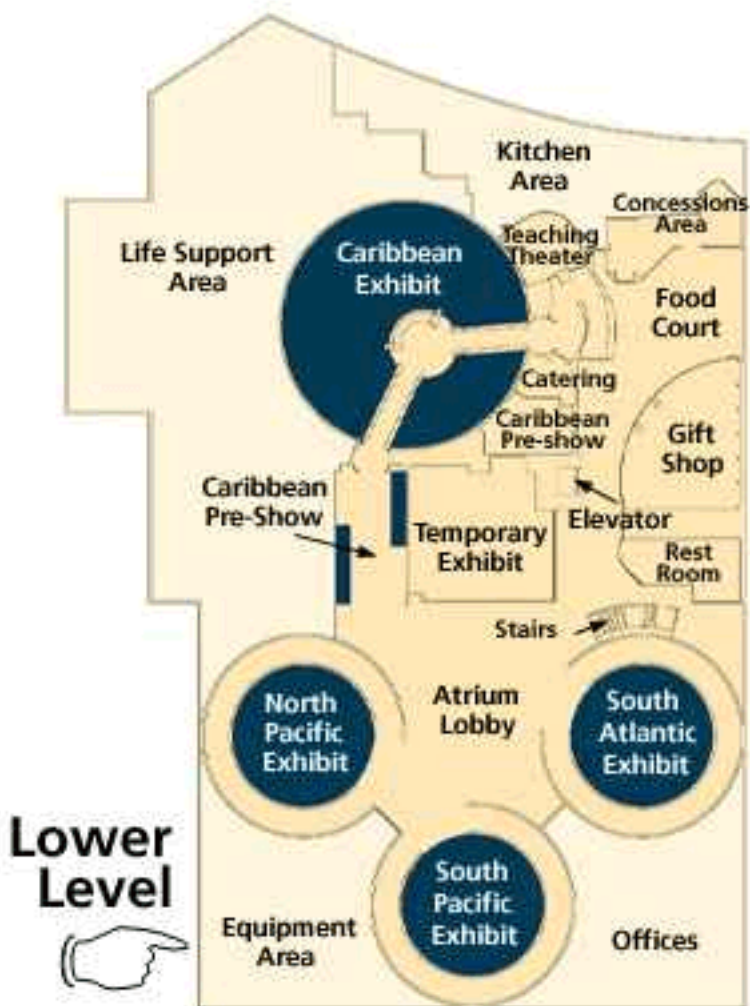 Kitchen
Area
Concessions
Area
Teaching
Theater
Life Support
Area
Caribbean
Exhibit
Food
Court
Catering
Caribbean
Pre-show
Gift
Shop
Caribbean
Pre-Show
Elevator
Temporary
Exhibit
Rest
Room
Stairs
North
Pacific
Exhibit
Atrium
Lobby
South
Atlantic
Exhibit
Lower
Level
South
Pacific
Exhibit
Equipment
Area
Offices